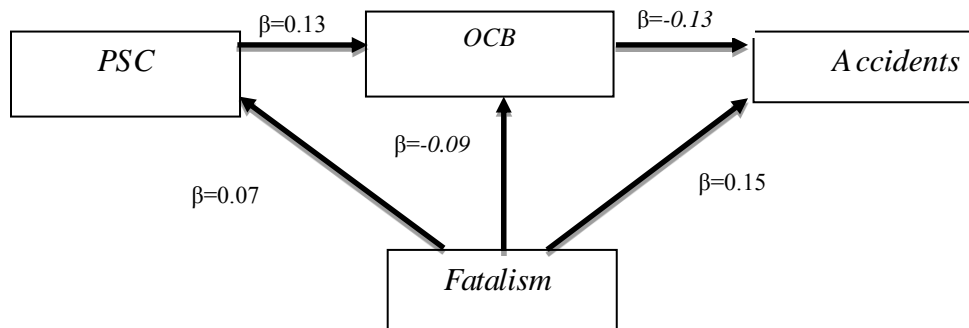 β=0.13
β=-0.13
PSC
OCB
Accidents
β=-0.09
β=0.07
β=0.15
Fatalism